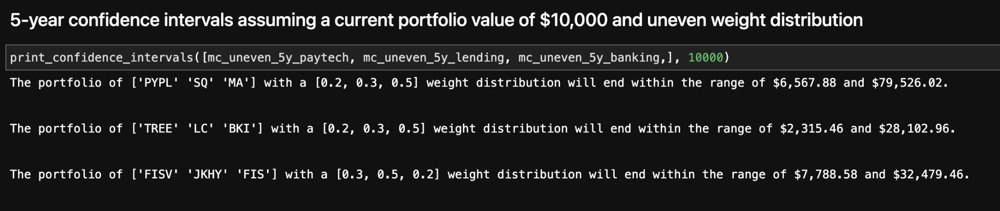 5-year confidence intervals assuming a current portfolio value of $10,000 and uneven weight distribution
print_confidence_intervals([mc_uneven_5y_paytech, mc_uneven_5y_lending, mc_uneven_5y_banking,], 10000)
The portfolio of ['PYPL' 'SQ' 'MA'] with a [0.2, 0.3, 0.5] weight distribution will end within the range of $6,567.88 and $79,526.02.
The portfolio of ['TREE' 'LC' 'BKI'] with a [0.2, 0.3, 0.5] weight distribution will end within the range of $2,315.46 and $28,102.96.
The portfolio of ['FISV' 'JKHY' 'FIS'] with a [0.3, 0.5, 0.2] weight distribution will end within the range of $7,788.58 and $32,479.46.